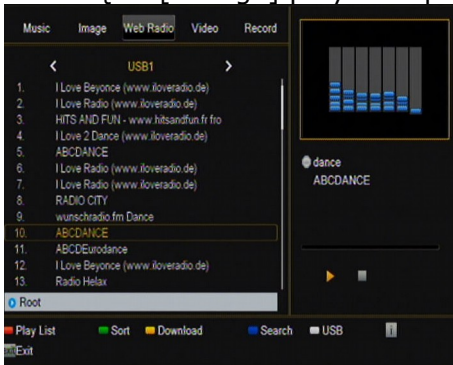 Music Image Web Radio Video Record
< USB1 >
1. I Love Beyonce (www.iloveradio.de)
2. I Love Radio (www.iloveradio.de)
3. HITS AND FUN - www.hitsandfun.fr fro
4. I Love 2 Dance (www.iloveradio.de)
5. ABCDANCE
6. I Love Radio (www.iloveradio.de)
7. I Love Radio (www.iloveradio.de)
8. RADIO CITY
9. wunschradio.fm Dance
10. ABCDANCE
11. ABCDEurodance
12. I Love Beyonce (www.iloveradio.de)
13. Radio Helax
dance
ABCDANCE
Root
Play List Sort Download Search USB i
Exit